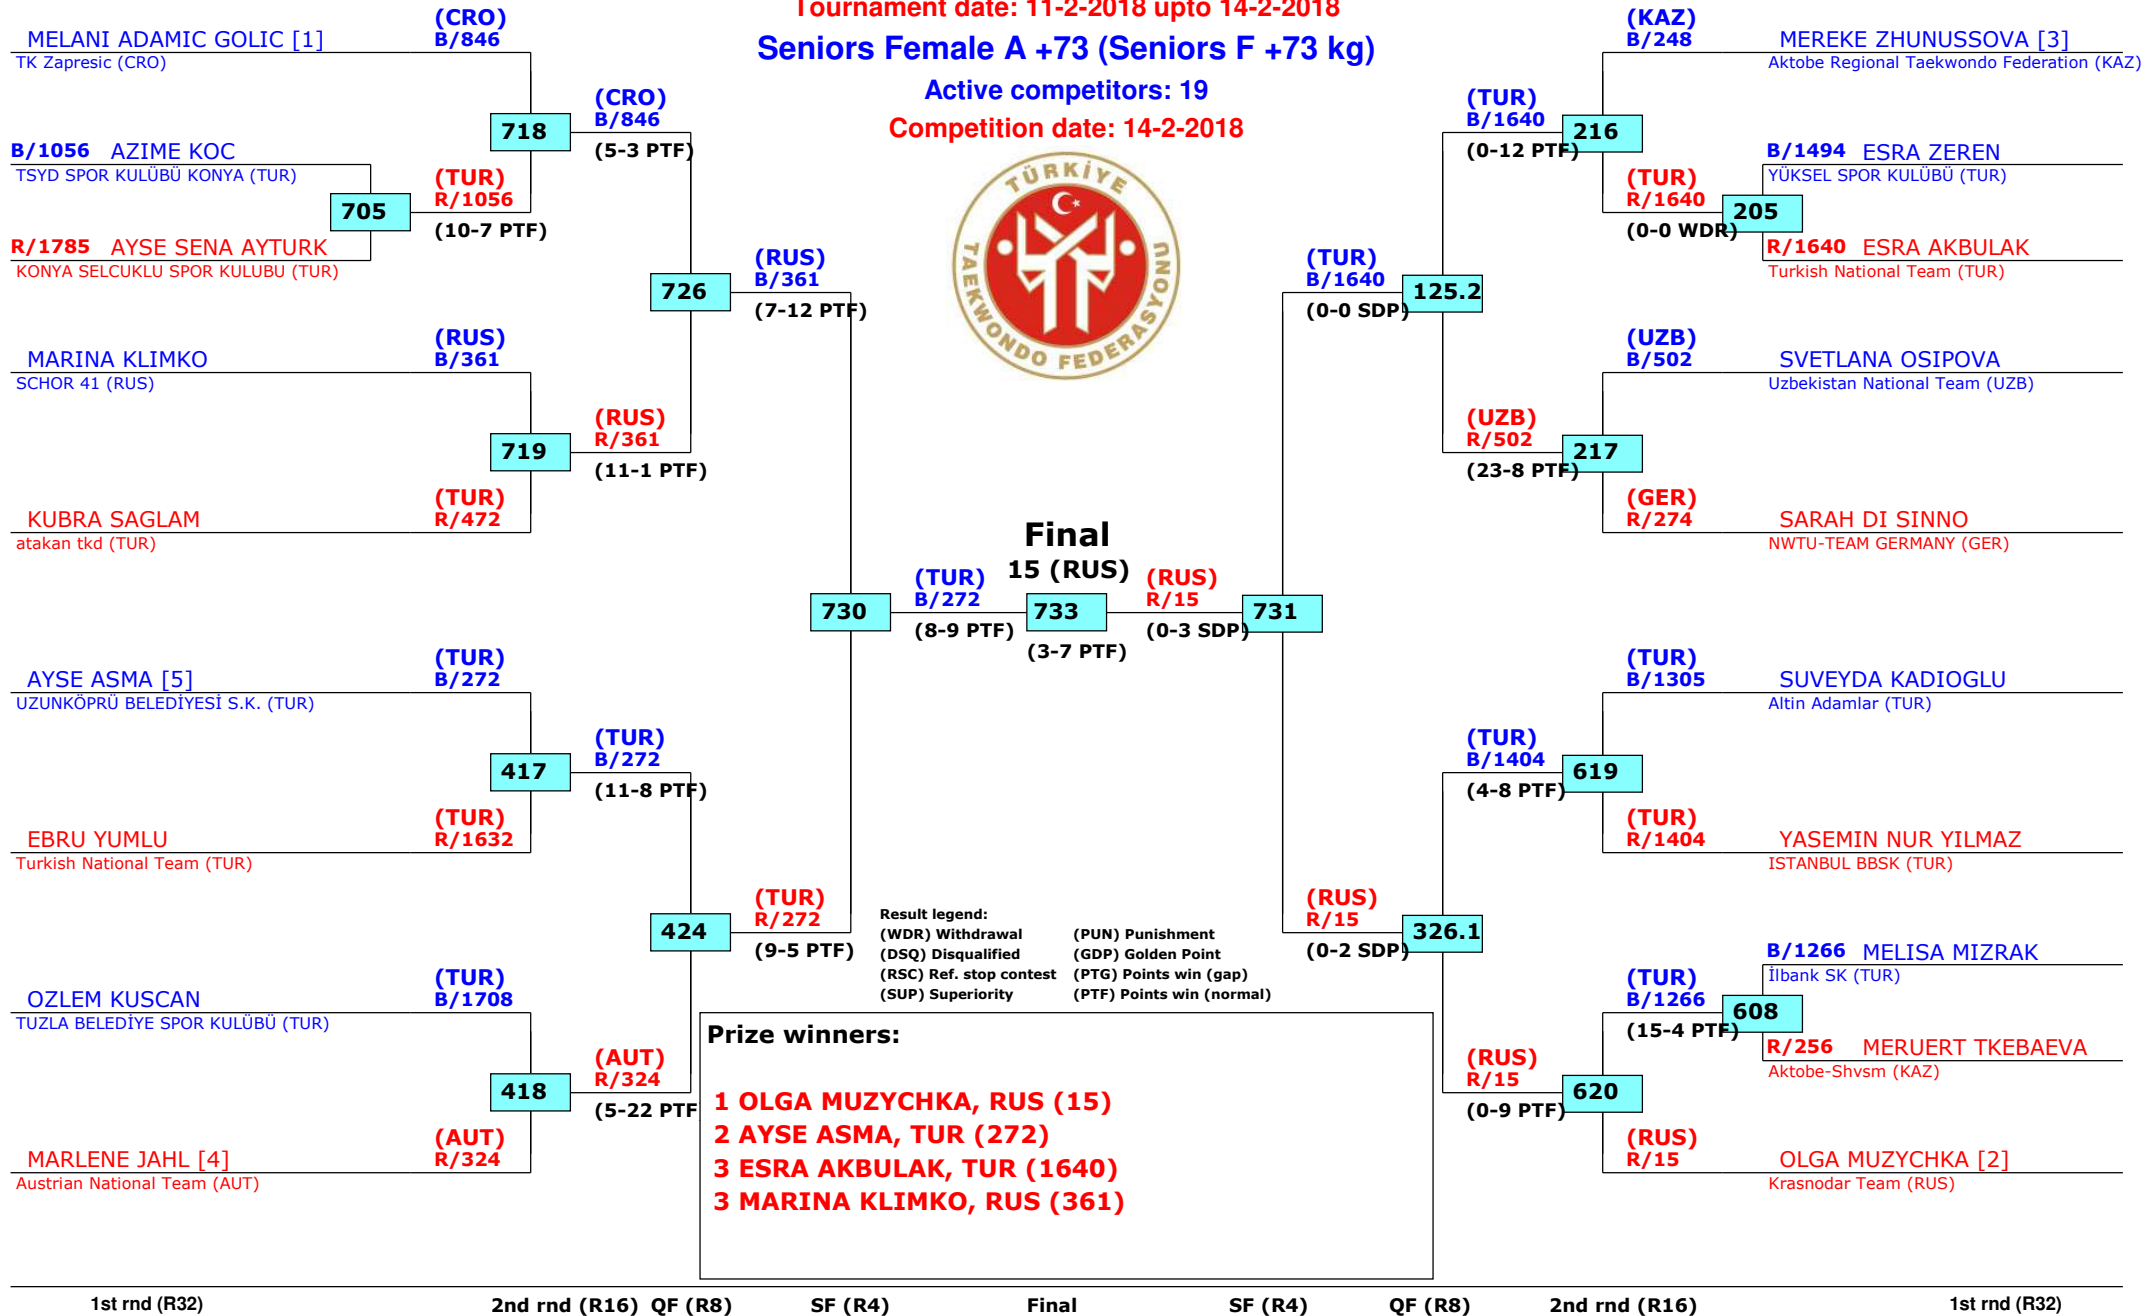 Tournament date: 11-2-2018 upto 14-2-2018
Seniors Female A +73 (Seniors F +73 kg)
Active competitors: 19
Competition date: 14-2-2018
TÜRKİYE
TAEKWONDO FEDERASYONU
MELANI ADAMIC GOLIC [1]
TK Zapresic (CRO)
(CRO)
B/846
B/1056 AZIME KOC
TSYD SPOR KULÜBÜ KONYA (TUR)
705
R/1785 AYSE SENA AYTURK
KONYA SELCUKLU SPOR KULUBU (TUR)
(TUR)
R/1056
(10-7 PTF)
718
(CRO)
B/846
(5-3 PTF)
MARINA KLIMKO
SCHOR 41 (RUS)
(RUS)
B/361
719
KUBRA SAGLAM
atakan tkd (TUR)
(TUR)
R/472
(RUS)
R/361
(11-1 PTF)
726
(RUS)
B/361
(7-12 PTF)
AYSE ASMA [5]
UZUNKÖPRÜ BELEDİYESİ S.K. (TUR)
(TUR)
B/272
417
EBRU YUMLU
Turkish National Team (TUR)
(TUR)
R/1632
(TUR)
B/272
(11-8 PTF)
OZLEM KUSCAN
TUZLA BELEDİYE SPOR KULÜBÜ (TUR)
(TUR)
B/1708
418
MARLENE JAHL [4]
Austrian National Team (AUT)
(AUT)
R/324
(AUT)
R/324
(5-22 PTF
424
(TUR)
R/272
(9-5 PTF)
730
(TUR)
B/272
(8-9 PTF)
Final
15 (RUS)
733
(3-7 PTF)
(RUS)
R/15
(0-3 SDP)
731
(KAZ)
B/248
MEREKE ZHUNUSSOVA [3]
Aktobe Regional Taekwondo Federation (KAZ)
(TUR)
B/1640
(0-12 PTF)
216
B/1494 ESRA ZEREN
YÜKSEL SPOR KULÜBÜ (TUR)
(TUR)
R/1640
(0-0 WDR)
205
R/1640 ESRA AKBULAK
Turkish National Team (TUR)
(TUR)
B/1640
(0-0 SDP)
125.2
(UZB)
B/502
SVETLANA OSIPOVA
Uzbekistan National Team (UZB)
(UZB)
R/502
(23-8 PTF)
217
(GER)
R/274
SARAH DI SINNO
NWTU-TEAM GERMANY (GER)
(TUR)
B/1305
SUVEYDA KADIOGLU
Altin Adamlar (TUR)
(TUR)
B/1404
(4-8 PTF)
619
(TUR)
R/1404
YASEMIN NUR YILMAZ
ISTANBUL BBSK (TUR)
(RUS)
R/15
(0-2 SDP)
326.1
B/1266 MELISA MIZRAK
İlbank SK (TUR)
(TUR)
B/1266
(15-4 PTF)
608
R/256 MERUERT TKEBAEVA
Aktobe-Shvsm (KAZ)
(RUS)
R/15
(0-9 PTF)
620
(RUS)
R/15
OLGA MUZYCHKA [2]
Krasnodar Team (RUS)
Result legend:
(WDR) Withdrawal (PUN) Punishment
(DSQ) Disqualified (GDP) Golden Point
(RSC) Ref. stop contest (PTG) Points win (gap)
(SUP) Superiority (PTF) Points win (normal)
Prize winners:
1 OLGA MUZYCHKA, RUS (15)
2 AYSE ASMA, TUR (272)
3 ESRA AKBULAK, TUR (1640)
3 MARINA KLIMKO, RUS (361)
1st rnd (R32) 2nd rnd (R16) QF (R8) SF (R4) Final SF (R4) QF (R8) 2nd rnd (R16) 1st rnd (R32)